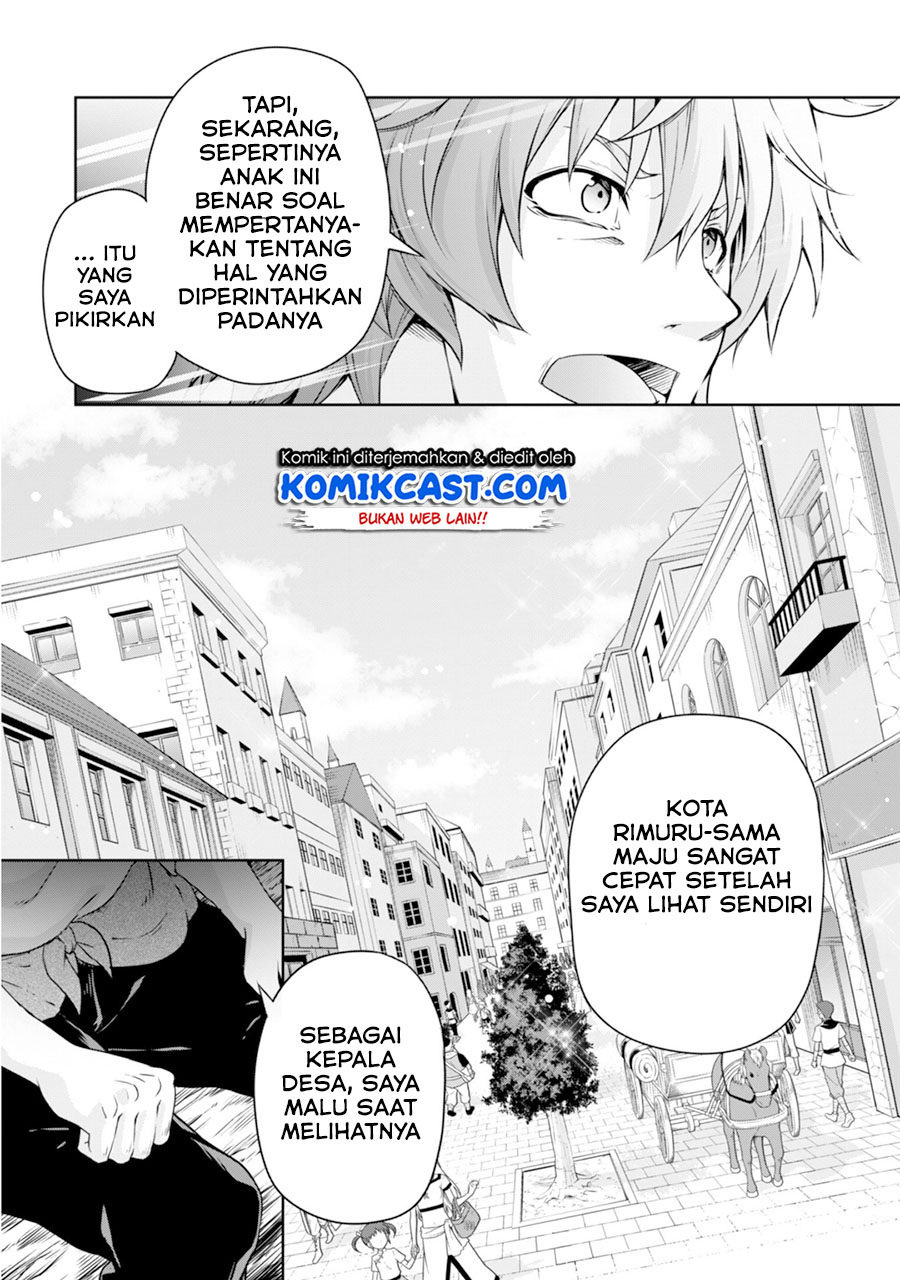 TAPI,
SEKARANG,
SEPERTINYA
ANAK INI
BENAR SOAL
MEMPERTANYA-
KAN TENTANG
HAL YANG
DIPERINTAHKAN
PADANYA
... ITU
YANG
SAYA
PIKIRKAN
Komik ini diterjemahkan & diedit oleh
KOMIKCAST.COM
BUKAN WEB LAIN!!
KOTA
RIMURU-SAMA
MAJU SANGAT
CEPAT SETELAH
SAYA LIHAT SENDIRI
SEBAGAI
KEPALA
DESA, SAYA
MALU SAAT
MELIHATNYA